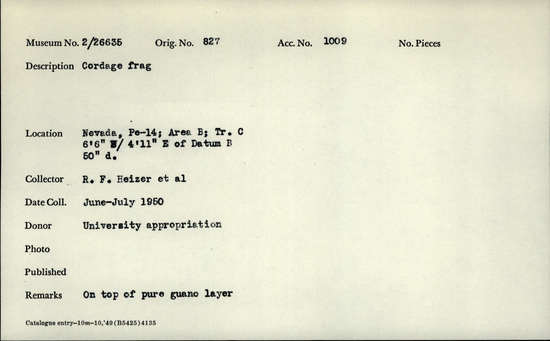 Museum No. 2/26635 Orig. No. 827 Acc. No. 1009 No. Pieces
Description Cordage frag
Location Nevada, Pe-14; Area B; Tr. C
6'6" / 4'11" E of Datum B
50" d.
Collector R. F. Heizer et al
Date Coll. June-July 1950
Donor University appropriation
Photo
Published
Remarks On top of pure guano layer
Catalogue entry-10m-10,'49 (B5425) 4135